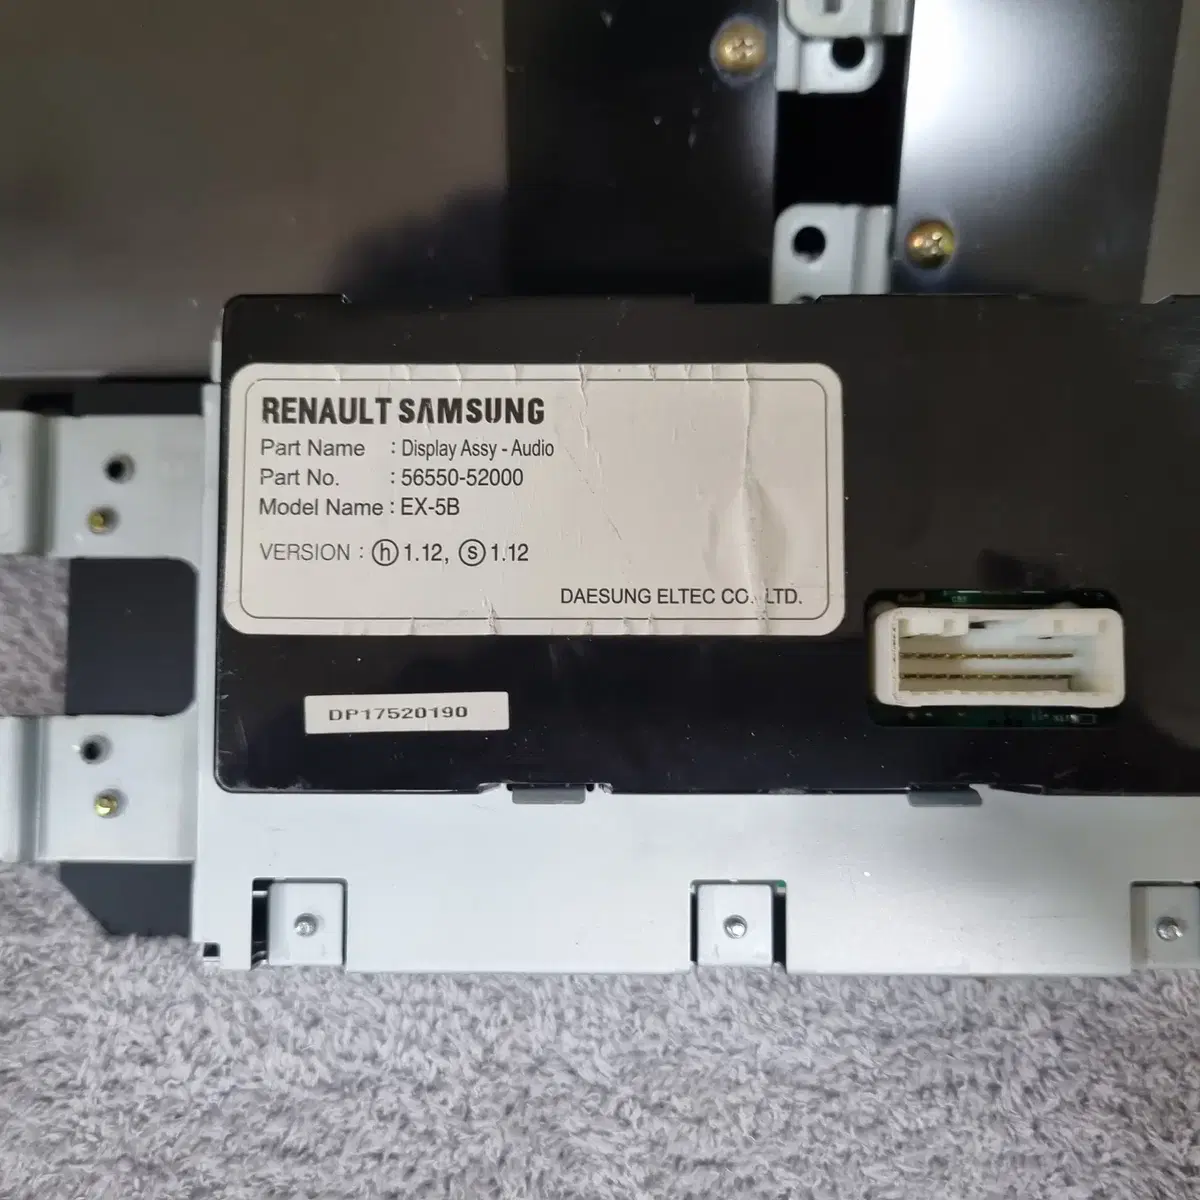 RENAULT SAMSUNG
Part Name : Display Assy - Audio
Part No. : 56550-52000
Model Name : EX-5B
VERSION : ⓗ 1.12, ⓢ 1.12
DAESUNG ELTEC CO. LTD.
DP17520190